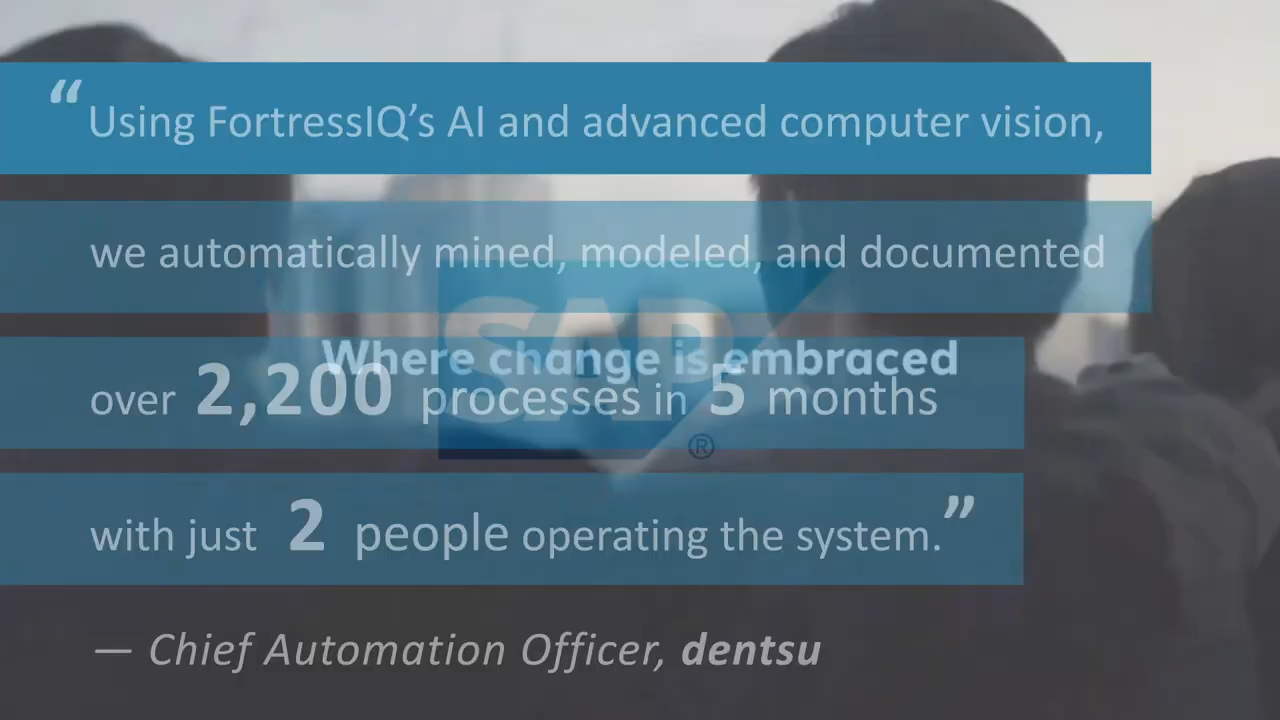 “Using FortressIQ’s AI and advanced computer vision,
we automatically mined, modeled, and documented
SAP
®
Where change is embraced
over 2,200 processes in 5 months
with just 2 people operating the system.”
— Chief Automation Officer, dentsu